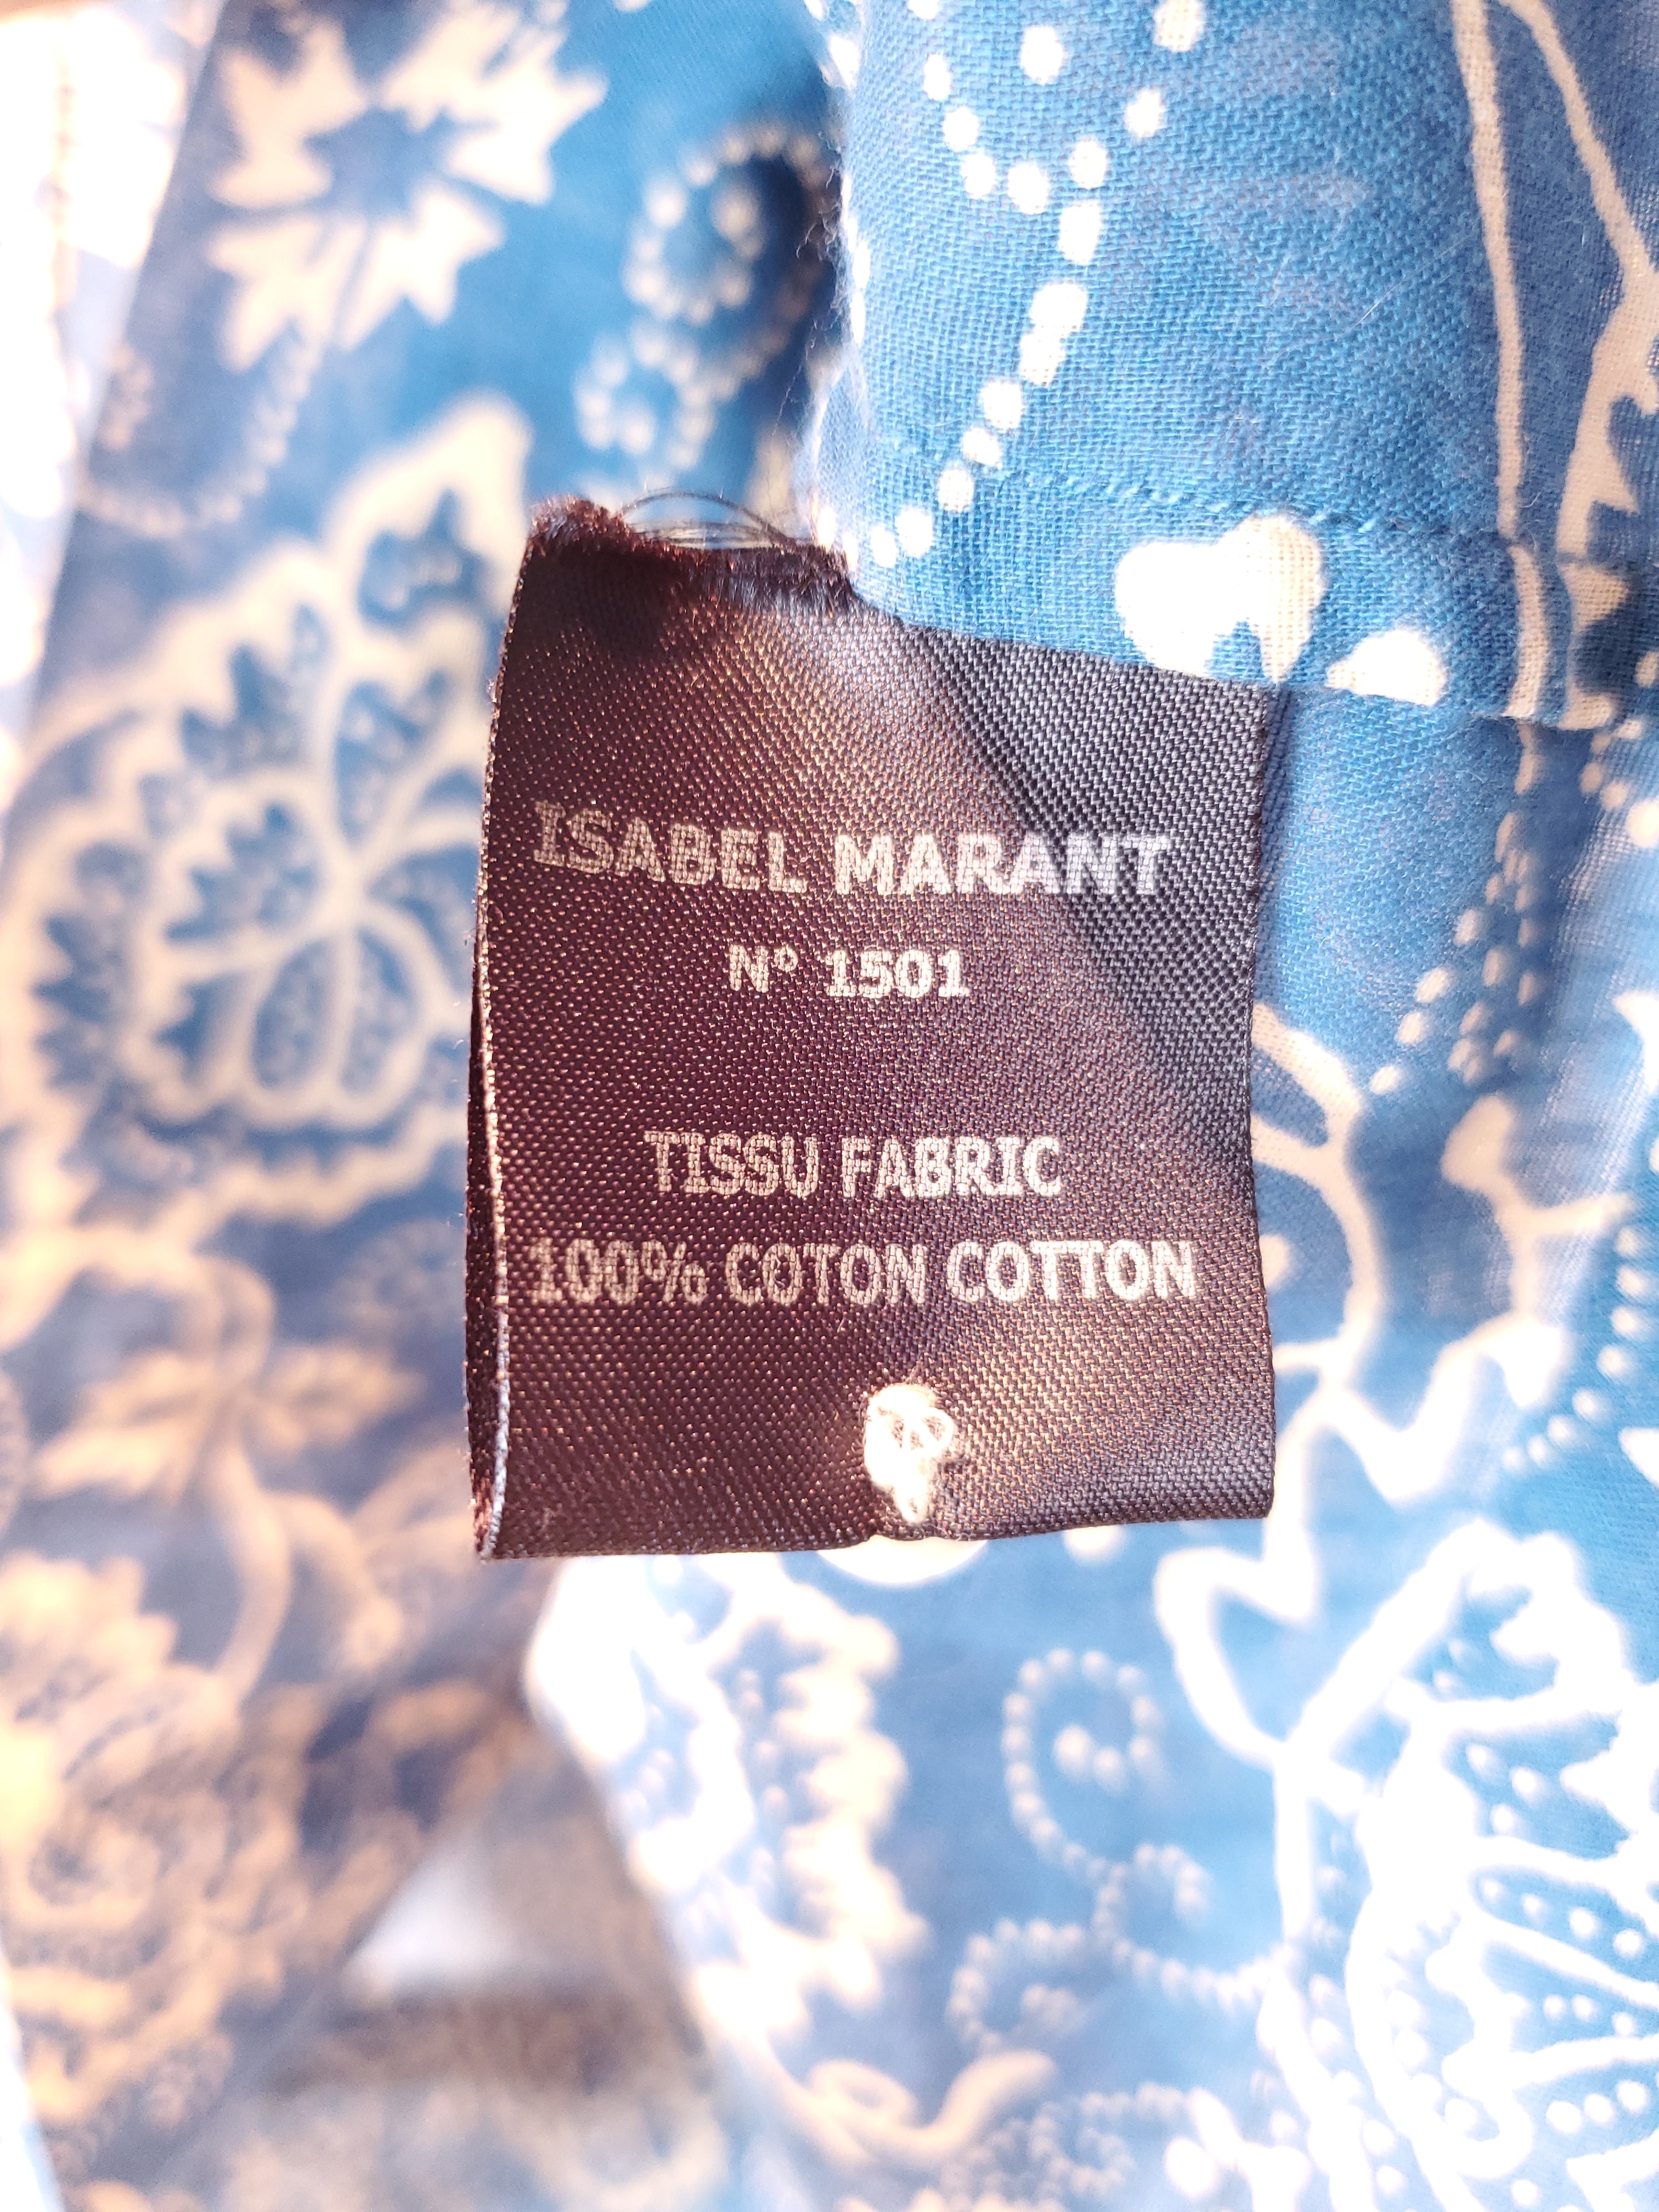 ISABEL MARANT
N° 1501
TISSU FABRIC
100% COTON COTTON